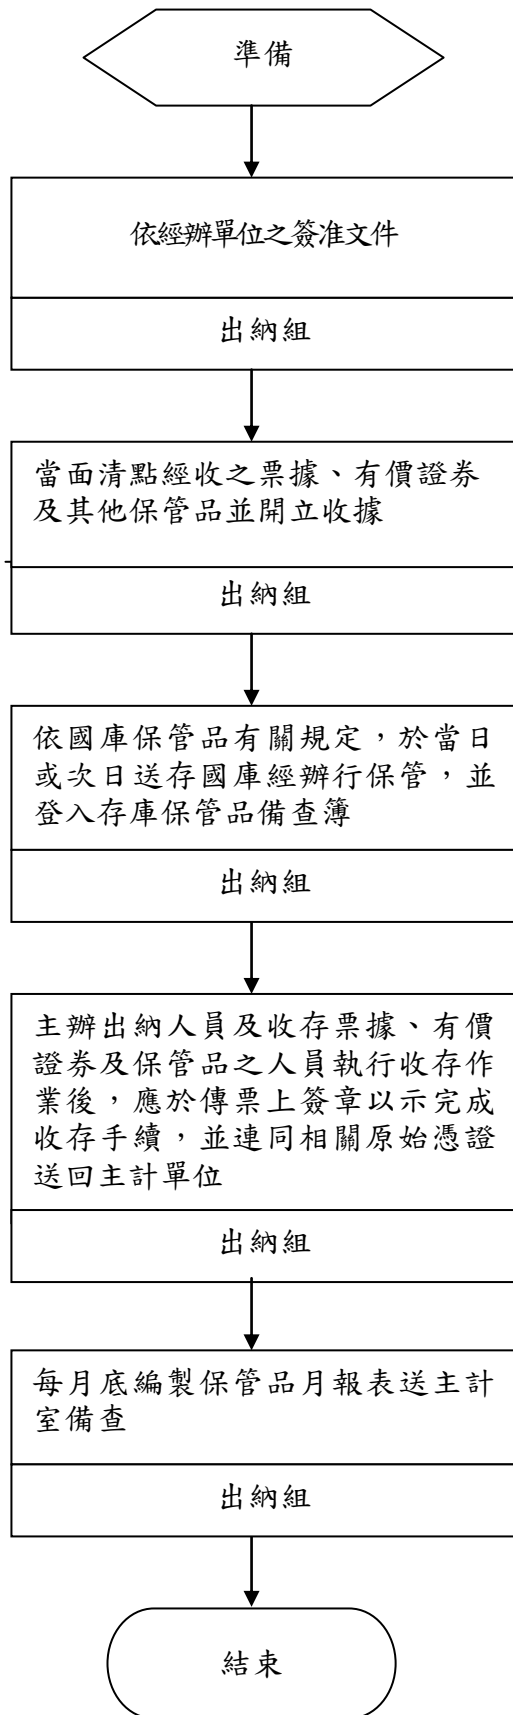 準備
依經辦單位之簽准文件
出納組
當面清點經收之票據、有價證券
及其他保管品並開立收據
出納組
依國庫保管品有關規定，於當日
或次日送存國庫經辦行保管，並
登入存庫保管品備查簿
出納組
主辦出納人員及收存票據、有價
證券及保管品之人員執行收存作
業後，應於傳票上簽章以示完成
收存手續，並連同相關原始憑證
送回主計單位
出納組
每月底編製保管品月報表送主計
室備查
出納組
結束